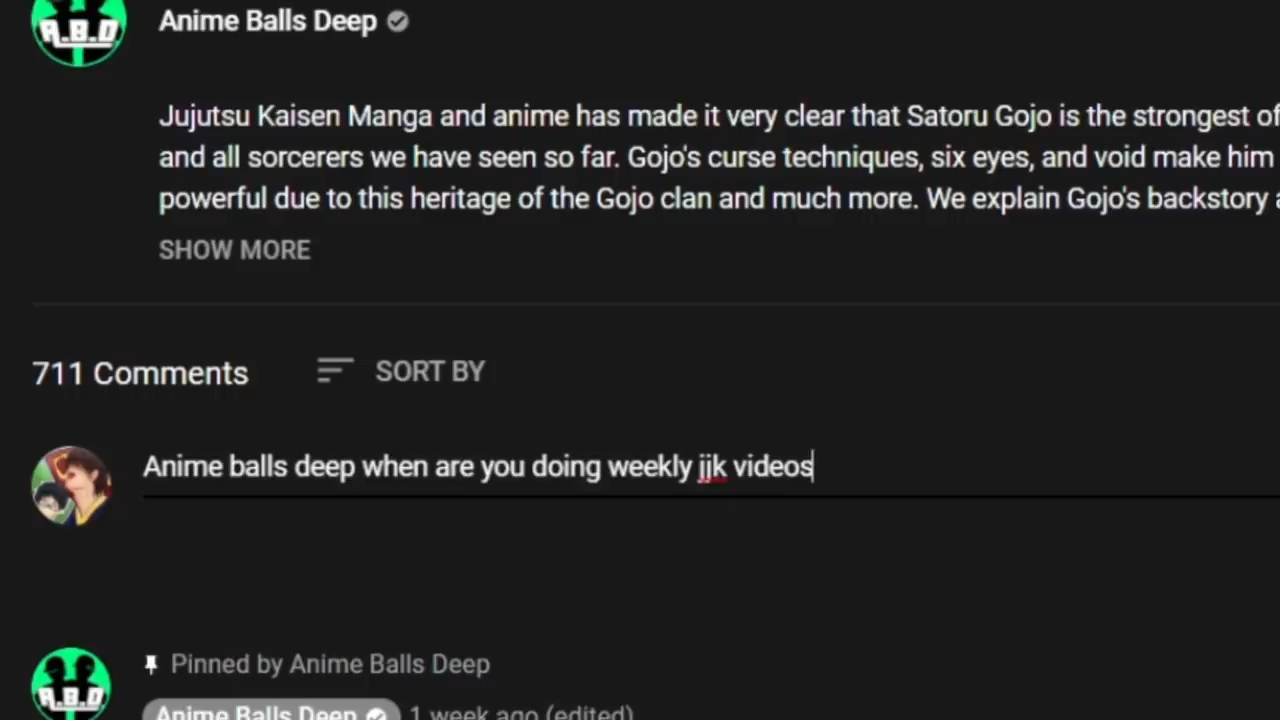 A.B.D
Anime Balls Deep
Jujutsu Kaisen Manga and anime has made it very clear that Satoru Gojo is the strongest of
and all sorcerers we have seen so far. Gojo's curse techniques, six eyes, and void make him
powerful due to this heritage of the Gojo clan and much more. We explain Gojo's backstory a
SHOW MORE
711 Comments SORT BY
Anime balls deep when are you doing weekly jjk videos
Pinned by Anime Balls Deep
A.B.D
Anime Balls Deep 1 week ago (edited)